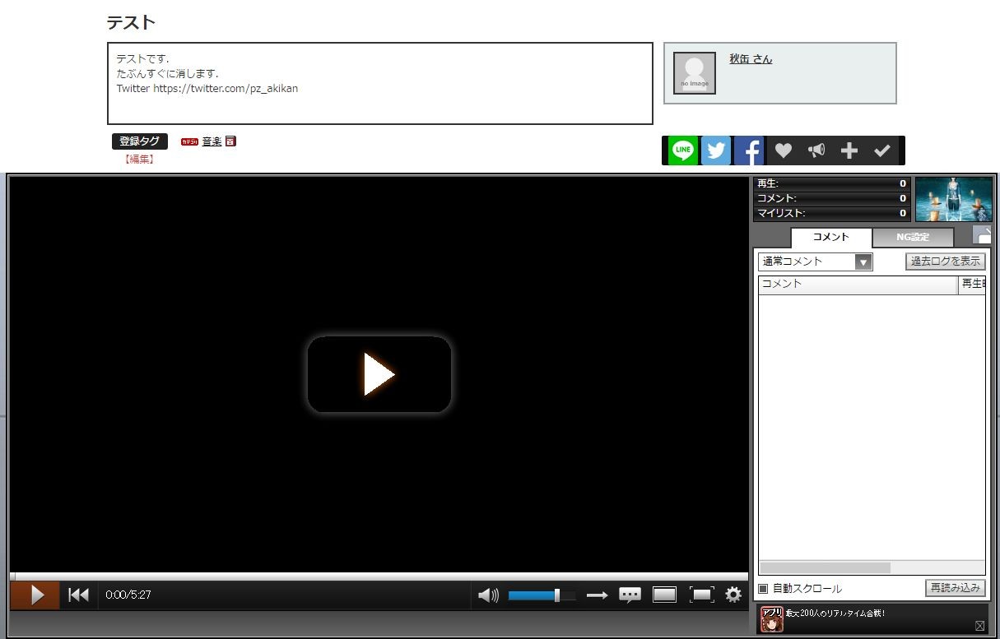 テスト
テストです.
たぶんすぐに消します.
Twitter https://twitter.com/pz_akikan
no image
秋缶 さん
登録タグ
カテゴリ 音楽
【編集】
LINE
再生: 0
コメント: 0
マイリスト: 0
コメント NG設定
通常コメント 過去ログを表示
コメント 再生時
0:00/5:27
自動スクロール 再読み込み
アプリ 最大200人のリアルタイム合戦!